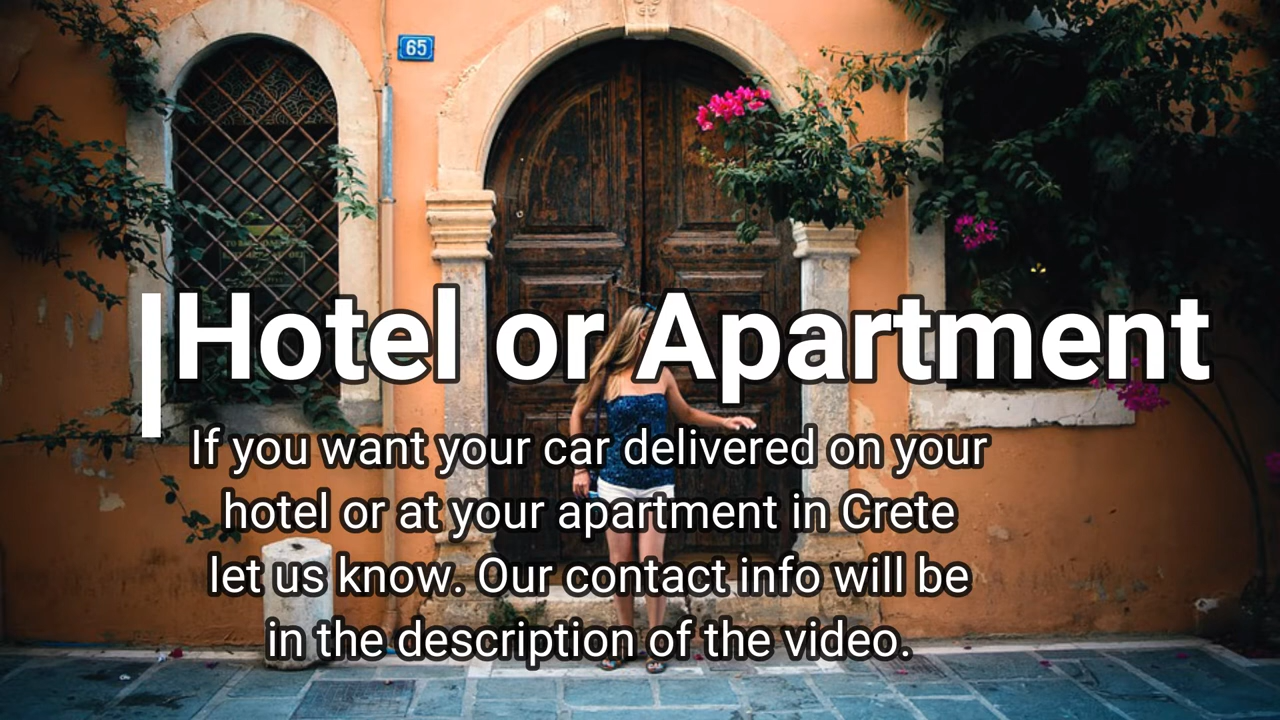 65
Hotel or Apartment
If you want your car delivered on your
hotel or at your apartment in Crete
let us know. Our contact info will be
in the description of the video.